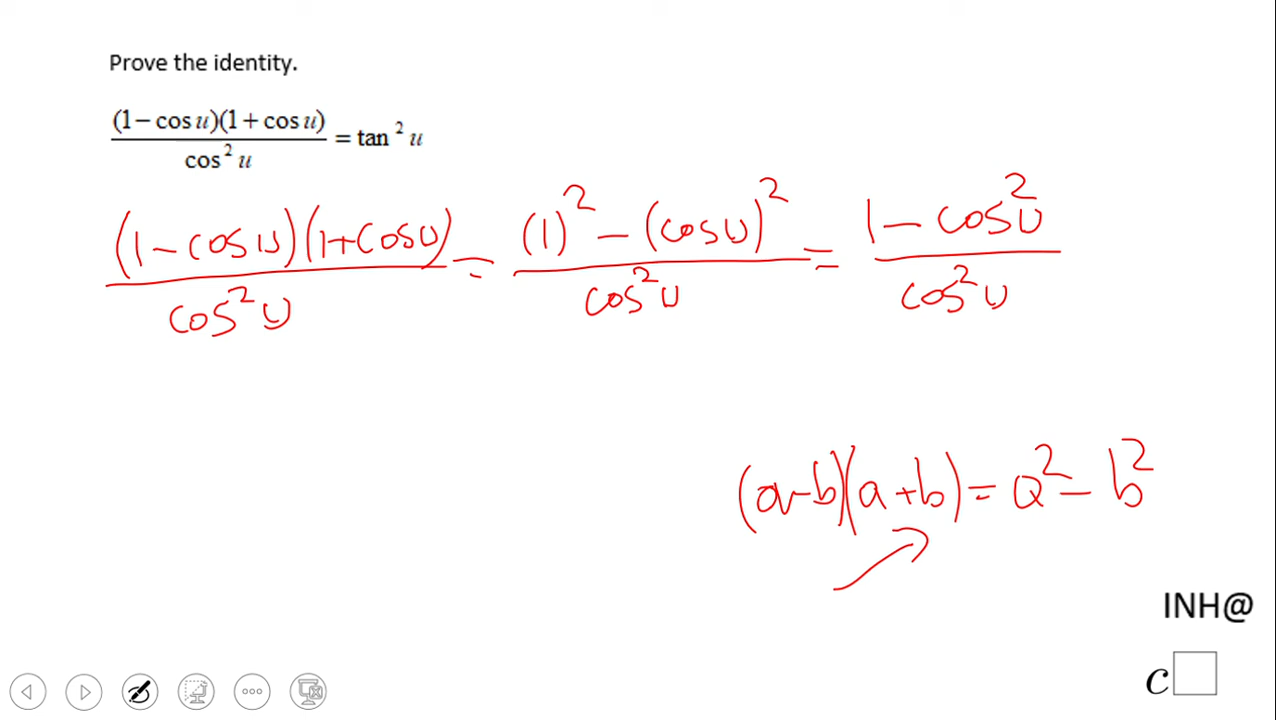 Prove the identity.
(1 − cos u)(1 + cos u) / cos² u = tan² u
(1 − cos u)(1 + cos u) / cos² u = (1)² − (cos u)² / cos² u = 1 − cos² u / cos² u
(a − b)(a + b) = a² − b²
INH@
c